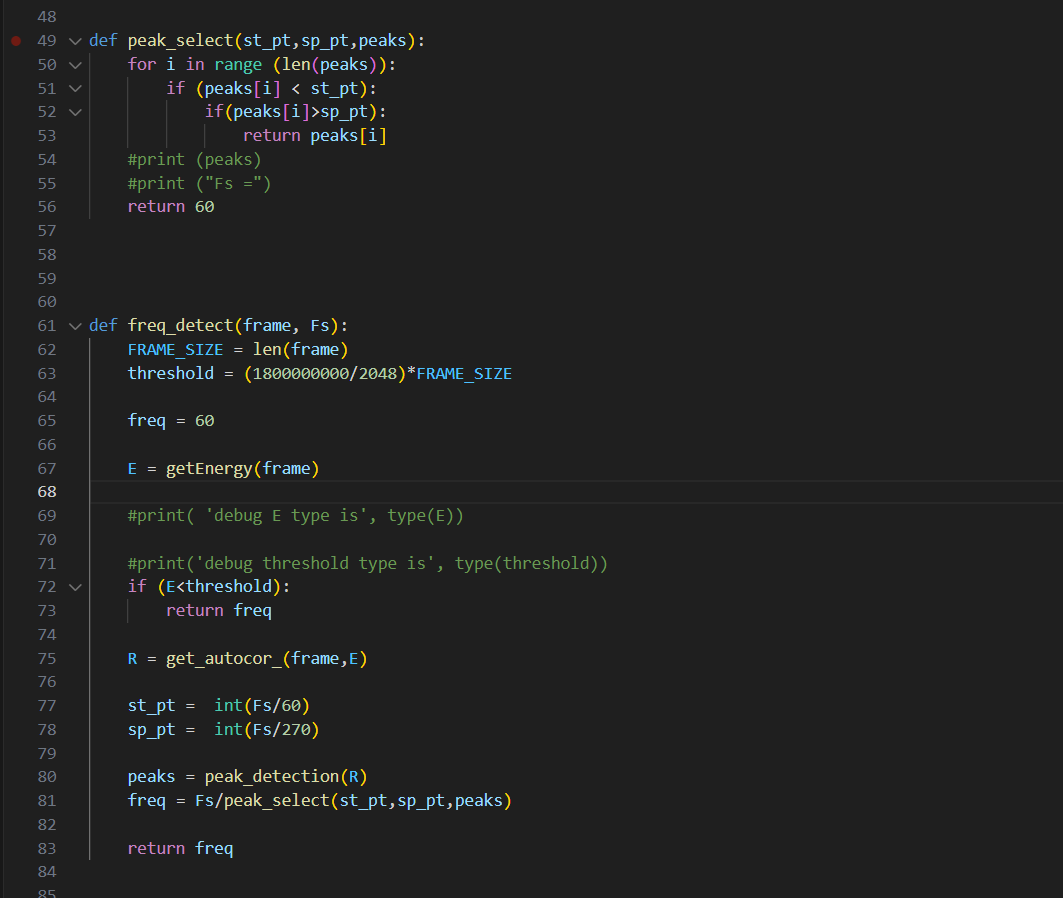 48
49 def peak_select(st_pt,sp_pt,peaks):
50     for i in range (len(peaks)):
51         if (peaks[i] < st_pt):
52             if(peaks[i]>sp_pt):
53                 return peaks[i]
54     #print (peaks)
55     #print ("Fs =")
56     return 60
57
58
59
60
61 def freq_detect(frame, Fs):
62     FRAME_SIZE = len(frame)
63     threshold = (1800000000/2048)*FRAME_SIZE
64
65     freq = 60
66
67     E = getEnergy(frame)
68
69     #print( 'debug E type is', type(E))
70
71     #print('debug threshold type is', type(threshold))
72     if (E<threshold):
73         return freq
74
75     R = get_autocor_(frame,E)
76
77     st_pt =  int(Fs/60)
78     sp_pt =  int(Fs/270)
79
80     peaks = peak_detection(R)
81     freq = Fs/peak_select(st_pt,sp_pt,peaks)
82
83     return freq
84
85